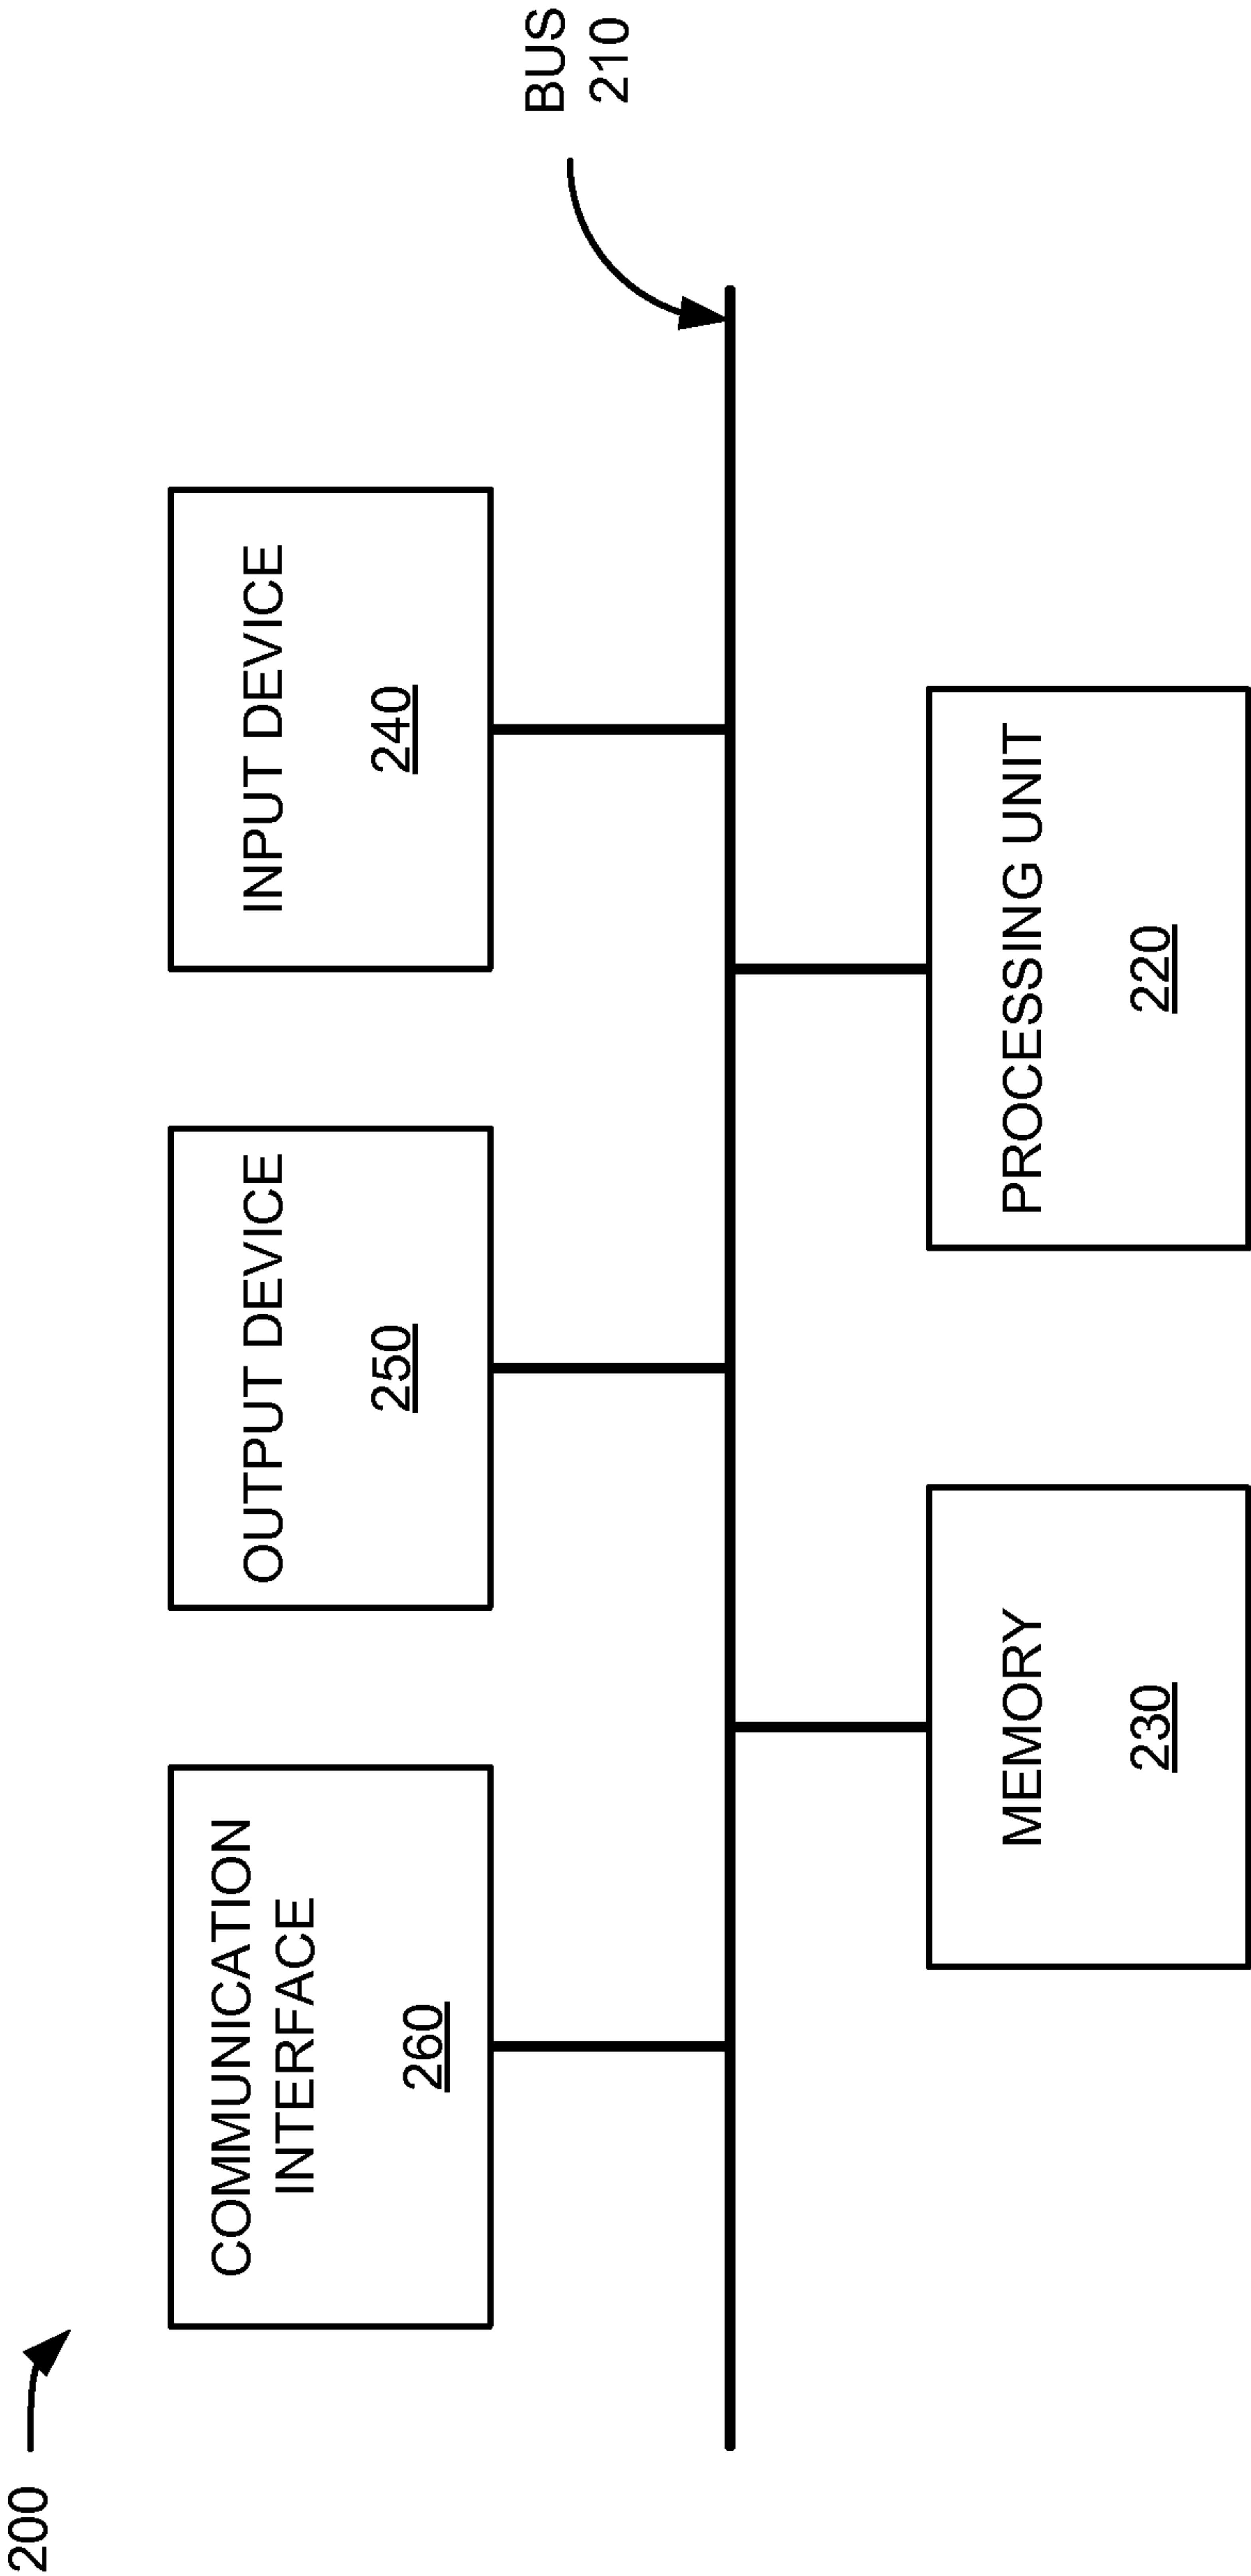 200
COMMUNICATION
INTERFACE
260
OUTPUT DEVICE
250
INPUT DEVICE
240
BUS
210
MEMORY
230
PROCESSING UNIT
220